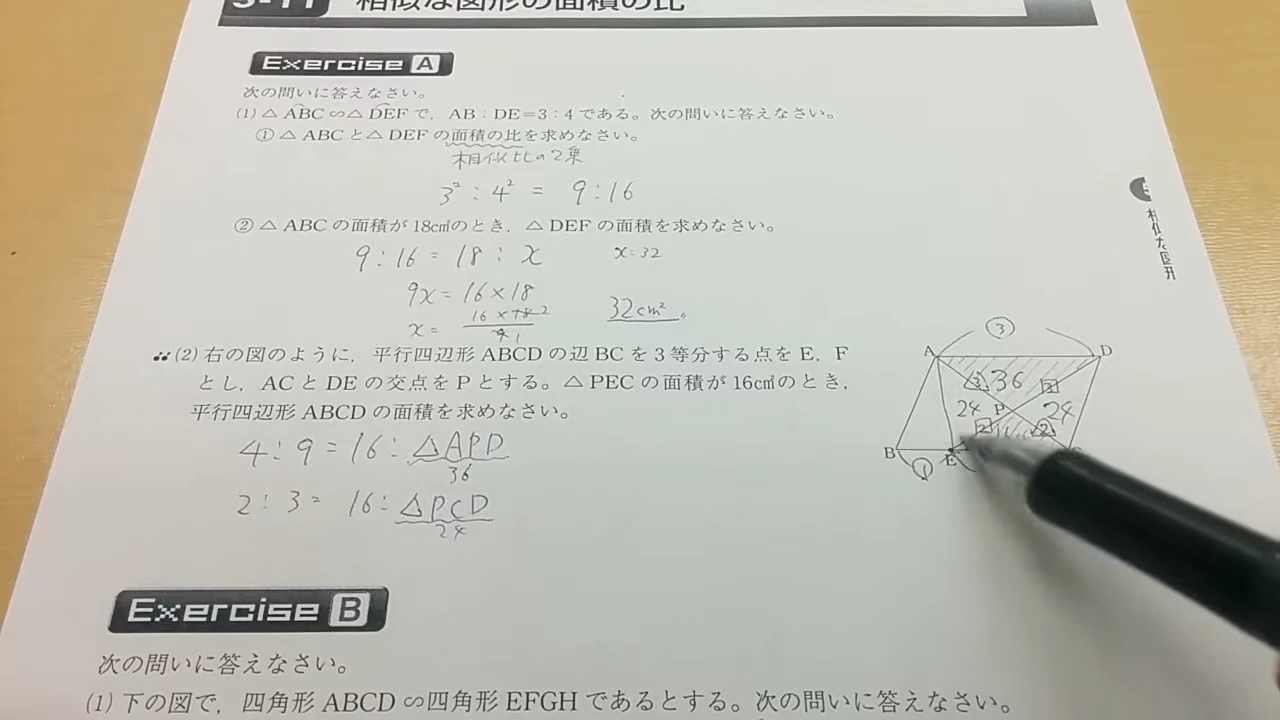 3-11 相似な図形の面積の比
Exercise A
次の問いに答えなさい。
(1) △ABC∽△DEFで，AB：DE=3：4である。次の問いに答えなさい。
① △ABCと△DEFの面積の比を求めなさい。
相似比の2乗
3²：4² = 9：16
② △ABCの面積が18cm²のとき，△DEFの面積を求めなさい。
9：16 = 18：x x=32
9x = 16×18
x = 16×18 2
9 1
32cm²。
(2) 右の図のように，平行四辺形ABCDの辺BCを3等分する点をE，F
とし，ACとDEの交点をPとする。△PECの面積が16cm²のとき，
平行四辺形ABCDの面積を求めなさい。
4：9 = 16：△APD
36
2：3 = 16：△PCD
24
③
A D
3 36 3
24 P 24
2 2
B E C
①
相似な図形
Exercise B
次の問いに答えなさい。
(1) 下の図で，四角形ABCD∽四角形EFGHであるとする。次の問いに答えなさい。